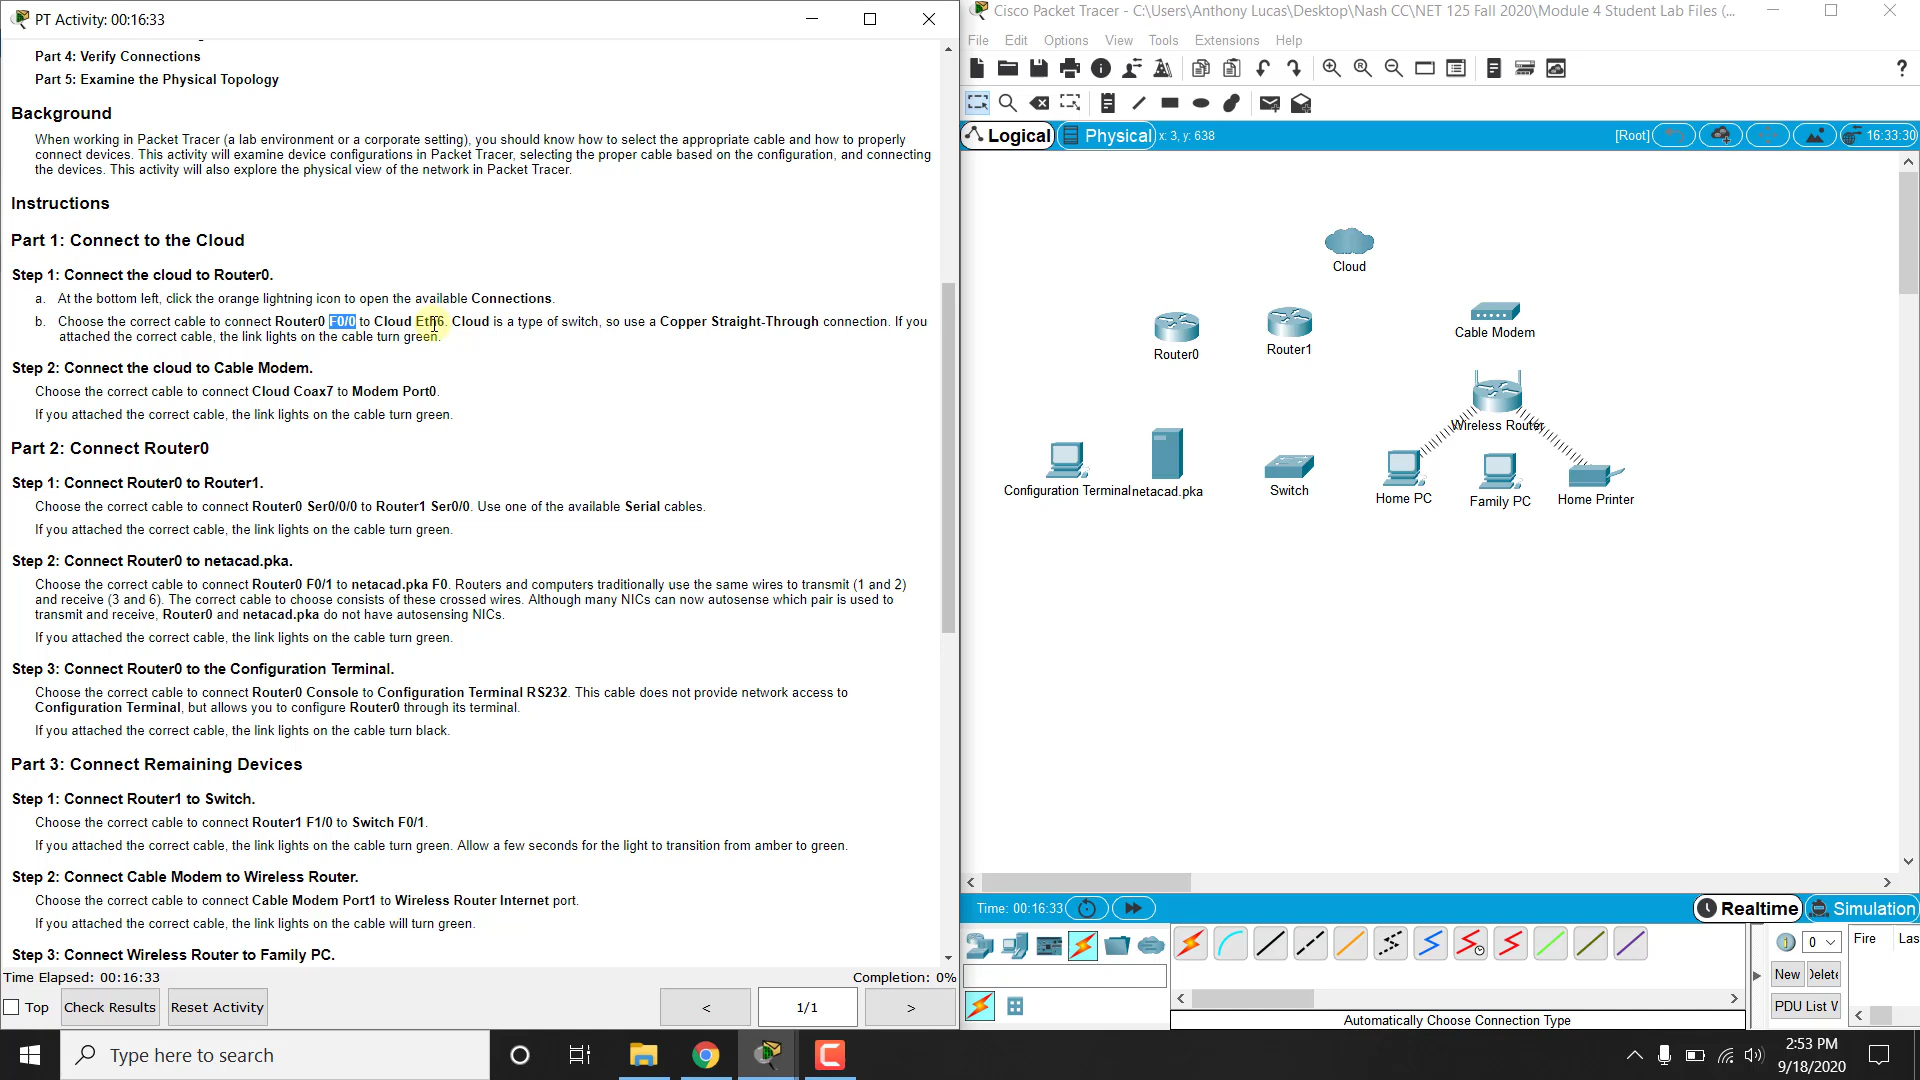 PT Activity: 00:16:33
Part 4: Verify Connections
Part 5: Examine the Physical Topology
Background
When working in Packet Tracer (a lab environment or a corporate setting), you should know how to select the appropriate cable and how to properly
connect devices. This activity will examine device configurations in Packet Tracer, selecting the proper cable based on the configuration, and connecting
the devices. This activity will also explore the physical view of the network in Packet Tracer.
Instructions
Part 1: Connect to the Cloud
Step 1: Connect the cloud to Router0.
a. At the bottom left, click the orange lightning icon to open the available Connections.
b. Choose the correct cable to connect Router0 F0/0 to Cloud Eth6. Cloud is a type of switch, so use a Copper Straight-Through connection. If you
attached the correct cable, the link lights on the cable turn green.
Step 2: Connect the cloud to Cable Modem.
Choose the correct cable to connect Cloud Coax7 to Modem Port0.
If you attached the correct cable, the link lights on the cable turn green.
Part 2: Connect Router0
Step 1: Connect Router0 to Router1.
Choose the correct cable to connect Router0 Ser0/0/0 to Router1 Ser0/0. Use one of the available Serial cables.
If you attached the correct cable, the link lights on the cable turn green.
Step 2: Connect Router0 to netacad.pka.
Choose the correct cable to connect Router0 F0/1 to netacad.pka F0. Routers and computers traditionally use the same wires to transmit (1 and 2)
and receive (3 and 6). The correct cable to choose consists of these crossed wires. Although many NICs can now autosense which pair is used to
transmit and receive, Router0 and netacad.pka do not have autosensing NICs.
If you attached the correct cable, the link lights on the cable turn green.
Step 3: Connect Router0 to the Configuration Terminal.
Choose the correct cable to connect Router0 Console to Configuration Terminal RS232. This cable does not provide network access to
Configuration Terminal, but allows you to configure Router0 through its terminal.
If you attached the correct cable, the link lights on the cable turn black.
Part 3: Connect Remaining Devices
Step 1: Connect Router1 to Switch.
Choose the correct cable to connect Router1 F1/0 to Switch F0/1.
If you attached the correct cable, the link lights on the cable turn green. Allow a few seconds for the light to transition from amber to green.
Step 2: Connect Cable Modem to Wireless Router.
Choose the correct cable to connect Cable Modem Port1 to Wireless Router Internet port.
If you attached the correct cable, the link lights on the cable will turn green.
Step 3: Connect Wireless Router to Family PC.
Time Elapsed: 00:16:33 Completion: 0%
Top Check Results Reset Activity < 1/1 >
Cisco Packet Tracer - C:\Users\Anthony Lucas\Desktop\Nash CC\NET 125 Fall 2020\Module 4 Student Lab Files (...
File Edit Options View Tools Extensions Help
?
Logical Physical x: 3, y: 638 [Root] 16:33:30
Cloud
Cable Modem
Router0
Router1
Wireless Router
Configuration Terminal
netacad.pka
Switch
Home PC
Family PC
Home Printer
Time: 00:16:33 Realtime Simulation
0 Fire Las
New Delete
PDU List V
Automatically Choose Connection Type
Type here to search
2:53 PM
9/18/2020